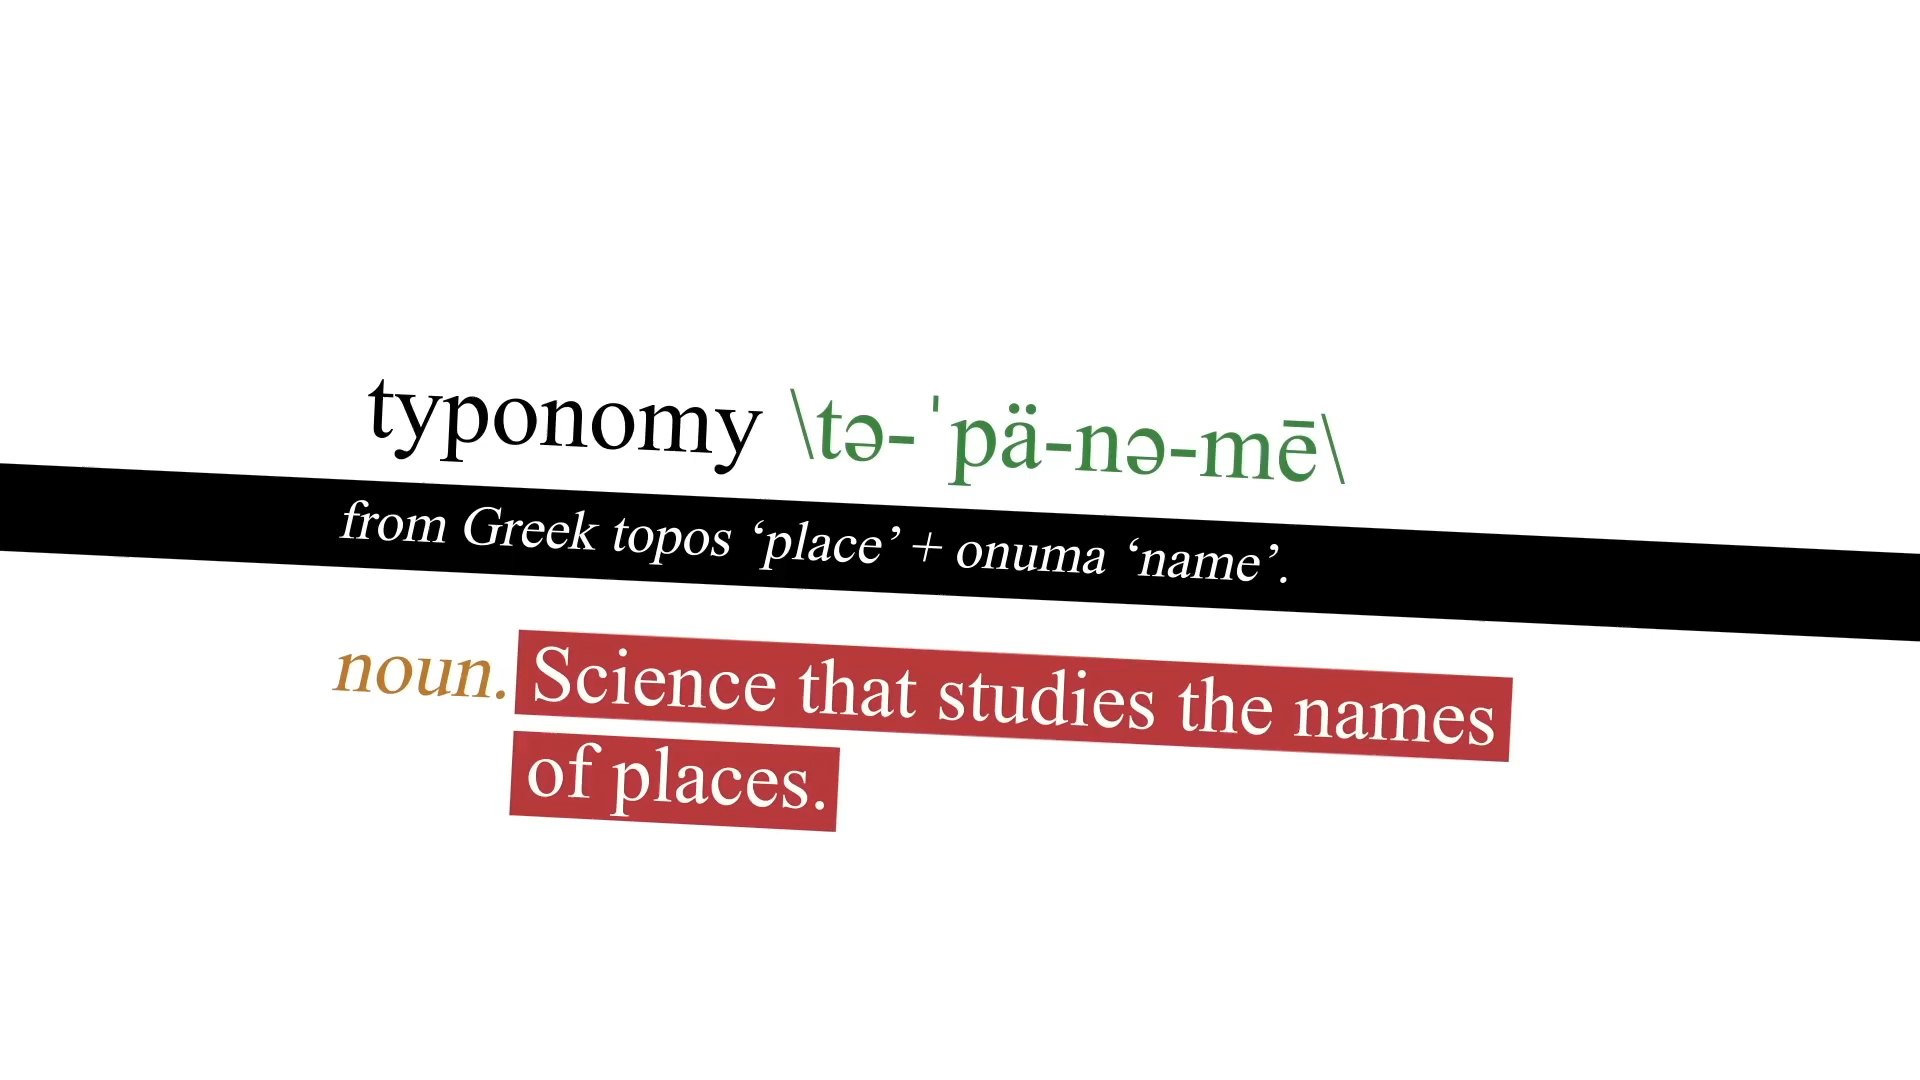 typonomy \tə-ˈpä-nə-mē\
from Greek topos ‘place’ + onuma ‘name’.
noun. Science that studies the names
of places.